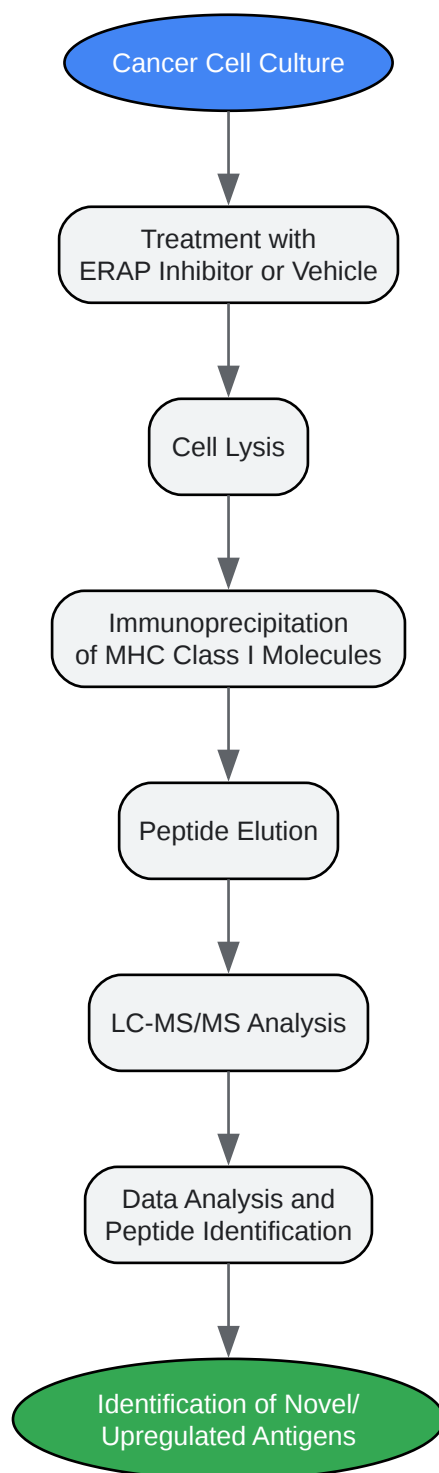 Cancer Cell Culture
Treatment with
ERAP Inhibitor or Vehicle
Cell Lysis
Immunoprecipitation
of MHC Class I Molecules
Peptide Elution
LC-MS/MS Analysis
Data Analysis and
Peptide Identification
Identification of Novel/
Upregulated Antigens